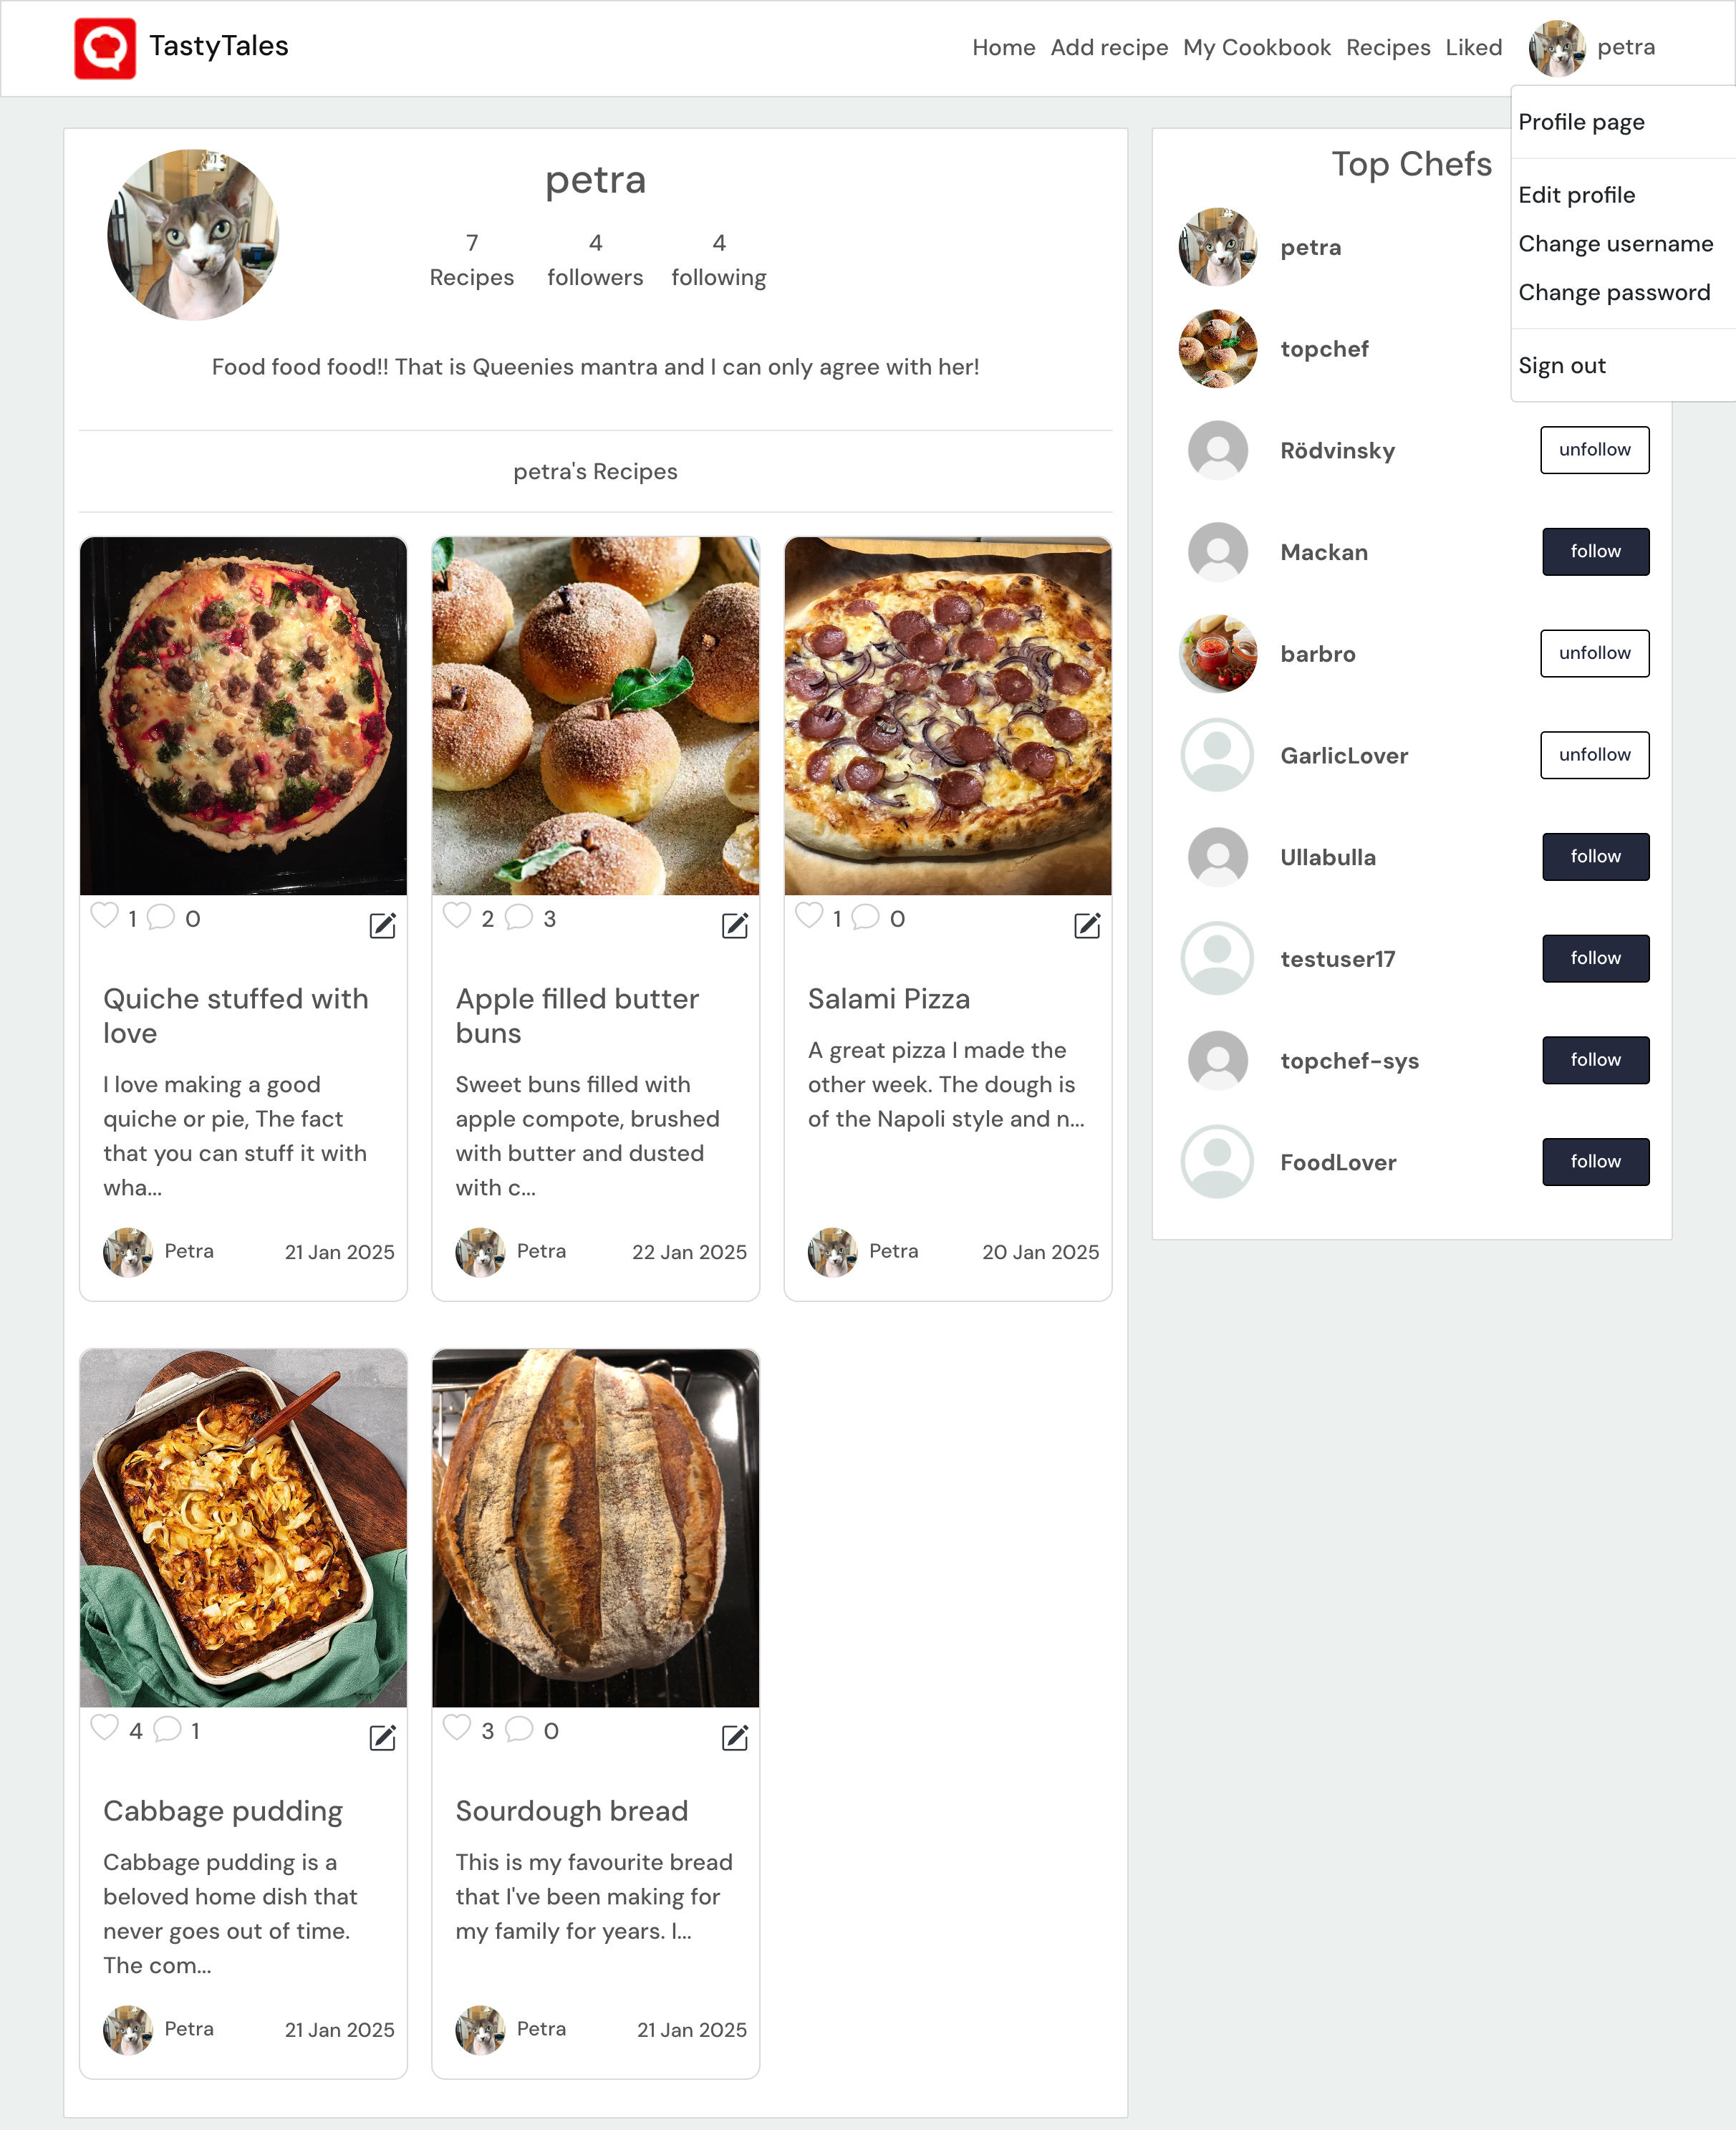 TastyTales
Home Add recipe My Cookbook Recipes Liked petra
Profile page
Edit profile
Change username
Change password
Sign out
petra
7 4 4
Recipes followers following
Food food food!! That is Queenies mantra and I can only agree with her!
petra's Recipes
1 0
Quiche stuffed with
love
I love making a good
quiche or pie, The fact
that you can stuff it with
wha...
Petra 21 Jan 2025
2 3
Apple filled butter
buns
Sweet buns filled with
apple compote, brushed
with butter and dusted
with c...
Petra 22 Jan 2025
1 0
Salami Pizza
A great pizza I made the
other week. The dough is
of the Napoli style and n...
Petra 20 Jan 2025
4 1
Cabbage pudding
Cabbage pudding is a
beloved home dish that
never goes out of time.
The com...
Petra 21 Jan 2025
3 0
Sourdough bread
This is my favourite bread
that I've been making for
my family for years. I...
Petra 21 Jan 2025
Top Chefs
petra
topchef
Rödvinsky unfollow
Mackan follow
barbro unfollow
GarlicLover unfollow
Ullabulla follow
testuser17 follow
topchef-sys follow
FoodLover follow